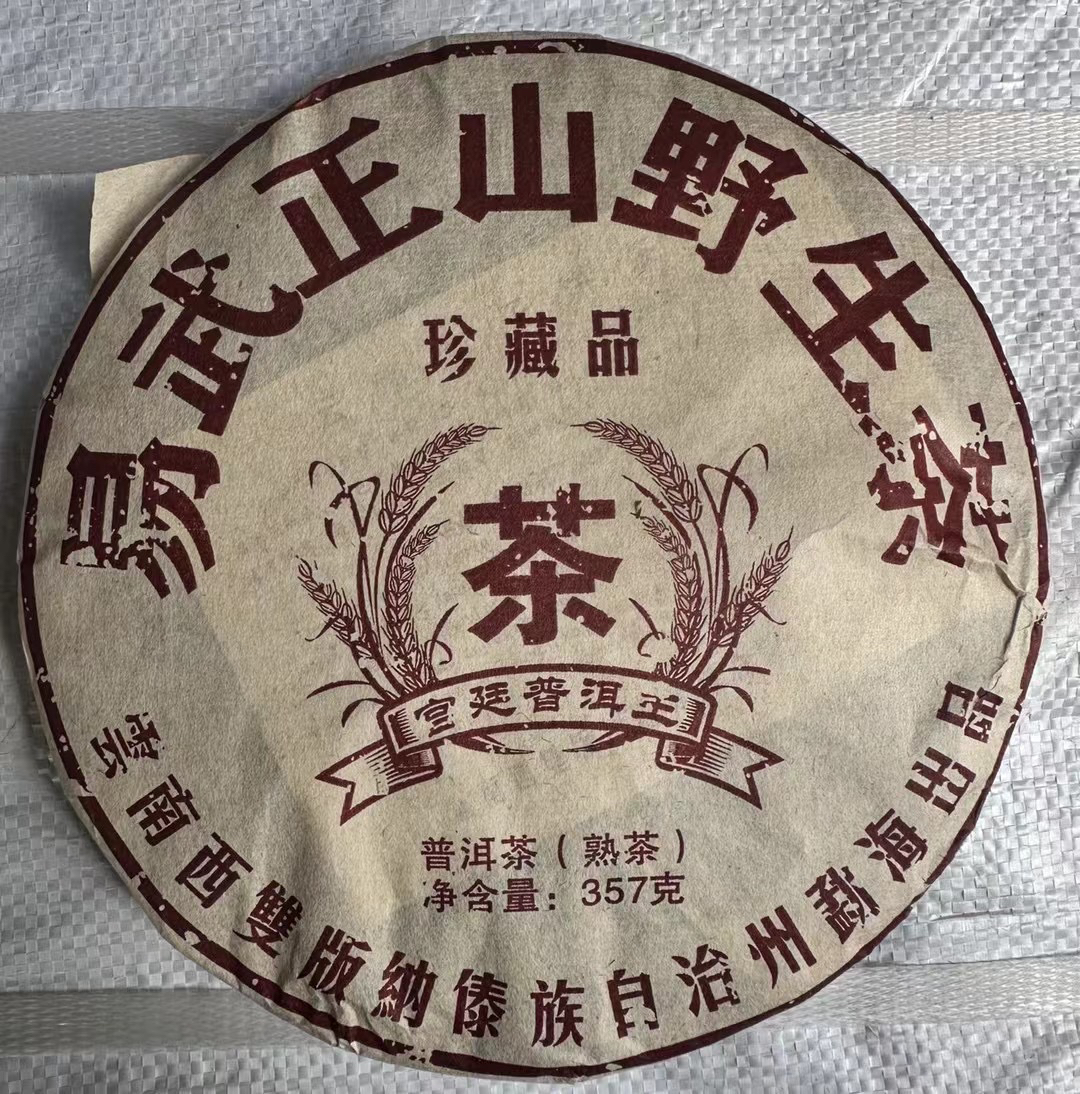 易武正山野生茶
珍藏品
茶
宫廷普洱王
普洱茶(熟茶)
净含量:357克
雲南西雙版納傣族自治州勐海出品